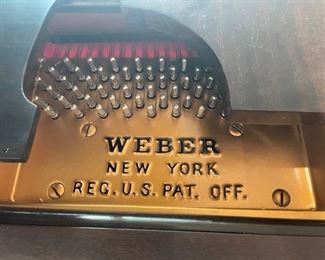 WEBER
NEW YORK
REG. U.S. PAT. OFF.